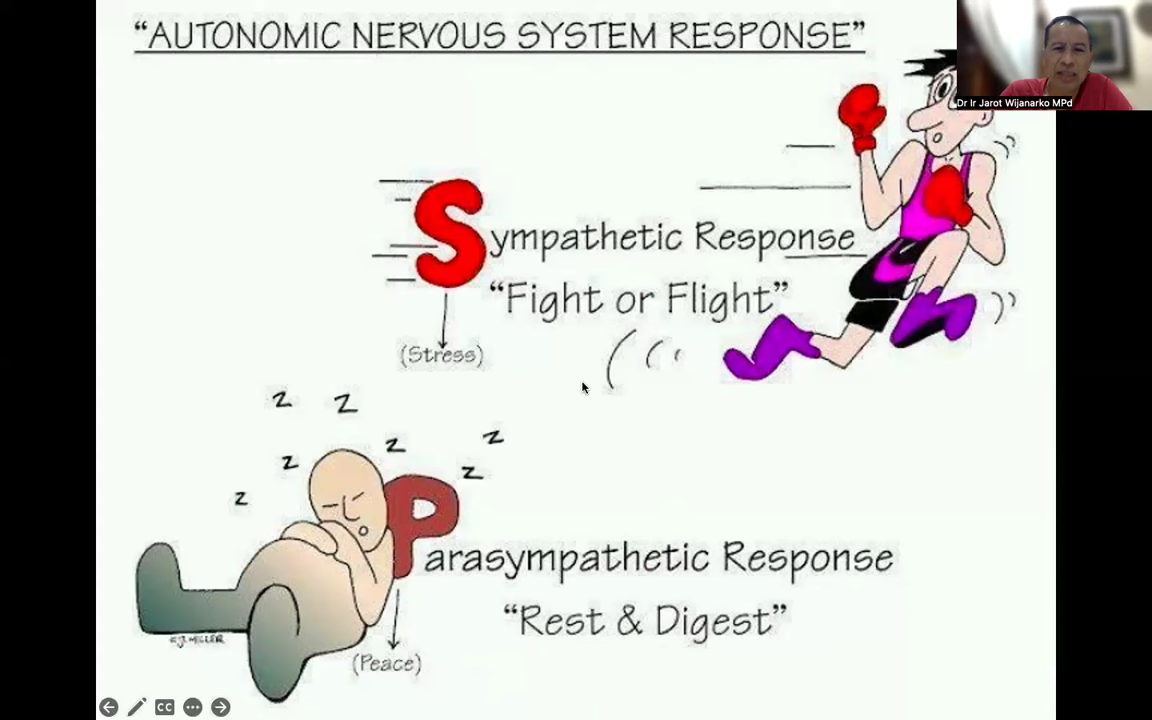 “AUTONOMIC NERVOUS SYSTEM RESPONSE”
Dr Ir Jarot Wijanarko MPd
Sympathetic Response
“Fight or Flight”
(Stress)
z z
z z
z z
z
Parasympathetic Response
“Rest & Digest”
(Peace)
CC